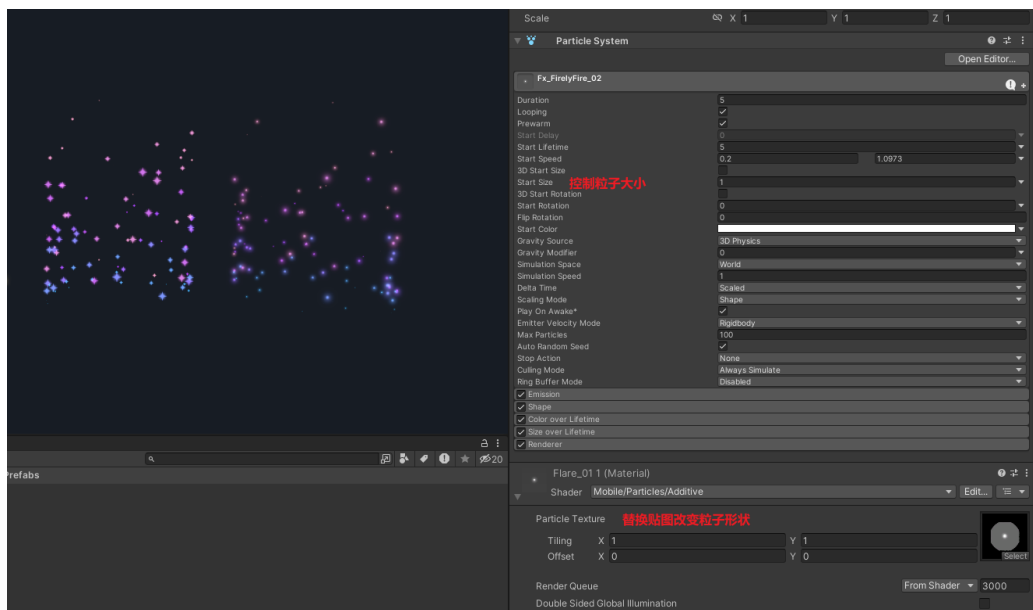 Scale X 1 Y 1 Z 1
Particle System
Open Editor...
Fx_FirelyFire_02
Duration 5
Looping
Prewarm
Start Delay 0
Start Lifetime 5
Start Speed 0.2 1.0973
3D Start Size
Start Size 控制粒子大小 1
3D Start Rotation
Start Rotation 0
Flip Rotation 0
Start Color
Gravity Source 3D Physics
Gravity Modifier 0
Simulation Space World
Simulation Speed 1
Delta Time Scaled
Scaling Mode Shape
Play On Awake*
Emitter Velocity Mode Rigidbody
Max Particles 100
Auto Random Seed
Stop Action None
Culling Mode Always Simulate
Ring Buffer Mode Disabled
Emission
Shape
Color over Lifetime
Size over Lifetime
Renderer
20
Prefabs
Flare_01 1 (Material)
Shader Mobile/Particles/Additive Edit...
Particle Texture 替换贴图改变粒子形状
Tiling X 1 Y 1
Offset X 0 Y 0
Select
Render Queue From Shader 3000
Double Sided Global Illumination